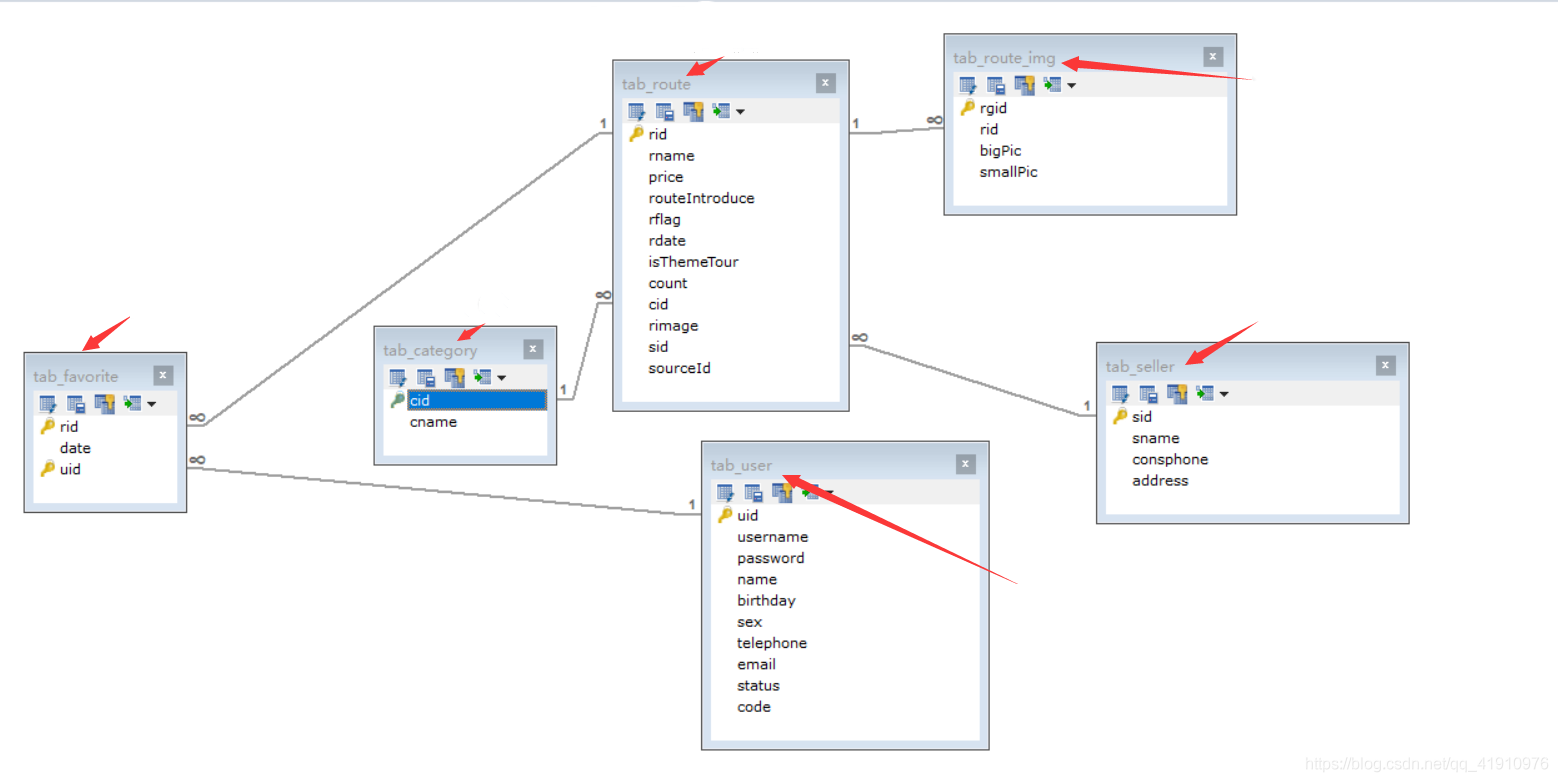 tab_route
rid
rname
price
routeIntroduce
rflag
rdate
isThemeTour
count
cid
rimage
sid
sourceId
tab_route_img
rgid
rid
bigPic
smallPic
tab_favorite
rid
date
uid
tab_category
cid
cname
tab_seller
sid
sname
consphone
address
tab_user
uid
username
password
name
birthday
sex
telephone
email
status
code
1
∞
1
∞
∞
1
∞
1
∞
1
https://blog.csdn.net/qq_41910976